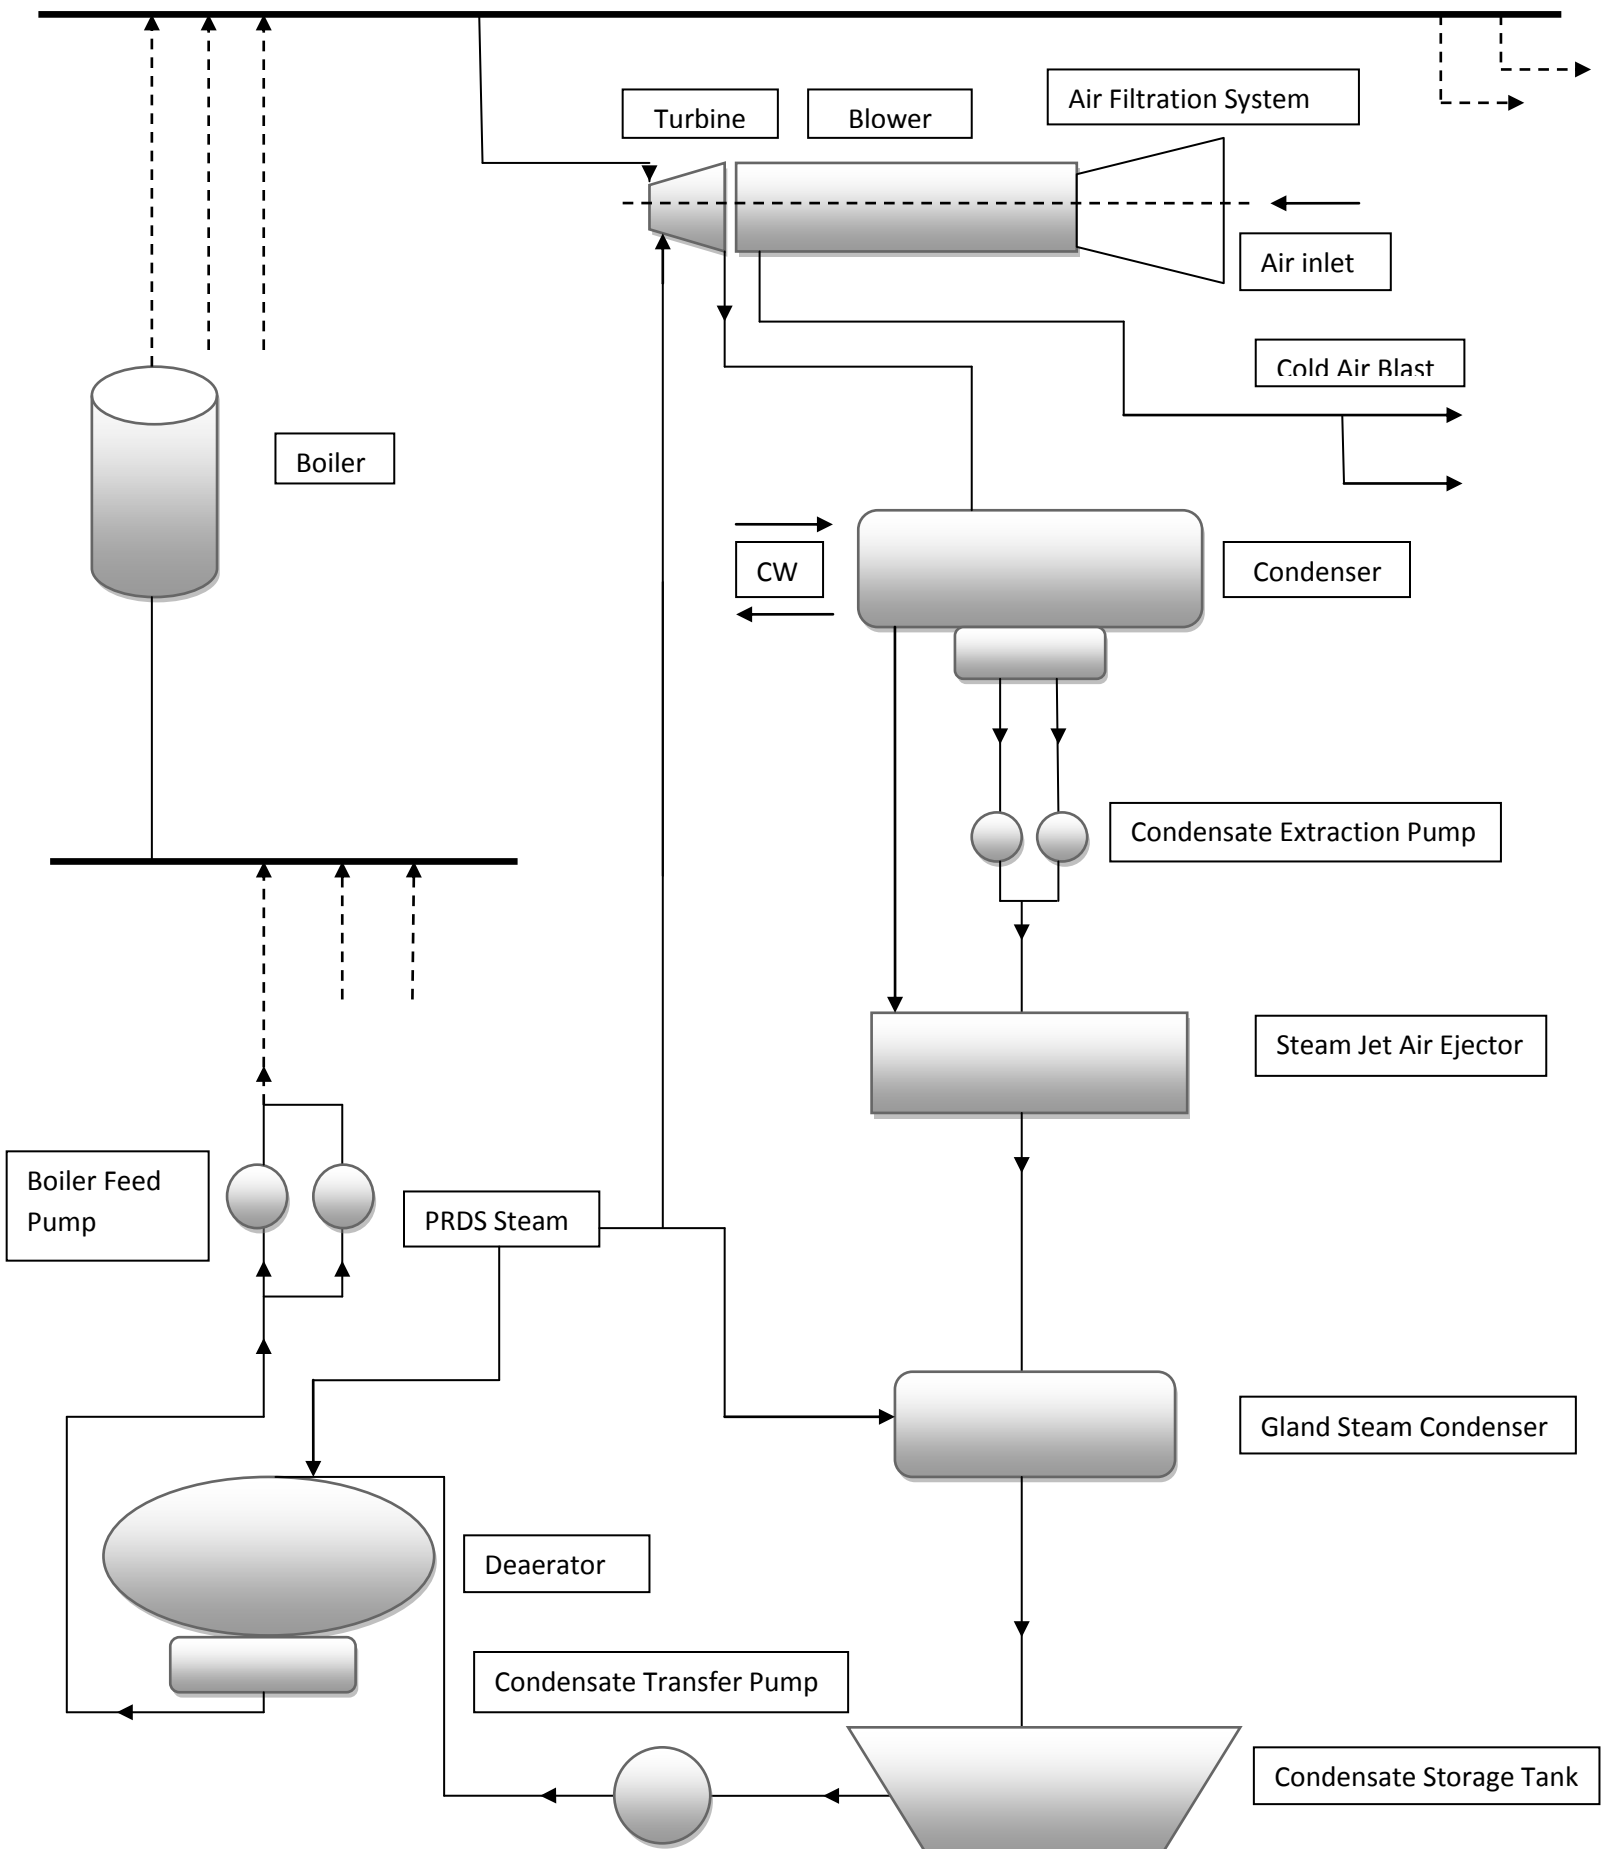 Air Filtration System
Turbine
Blower
Air inlet
Cold Air Blast
Boiler
CW
Condenser
Condensate Extraction Pump
Steam Jet Air Ejector
Boiler Feed
Pump
PRDS Steam
Gland Steam Condenser
Deaerator
Condensate Transfer Pump
Condensate Storage Tank